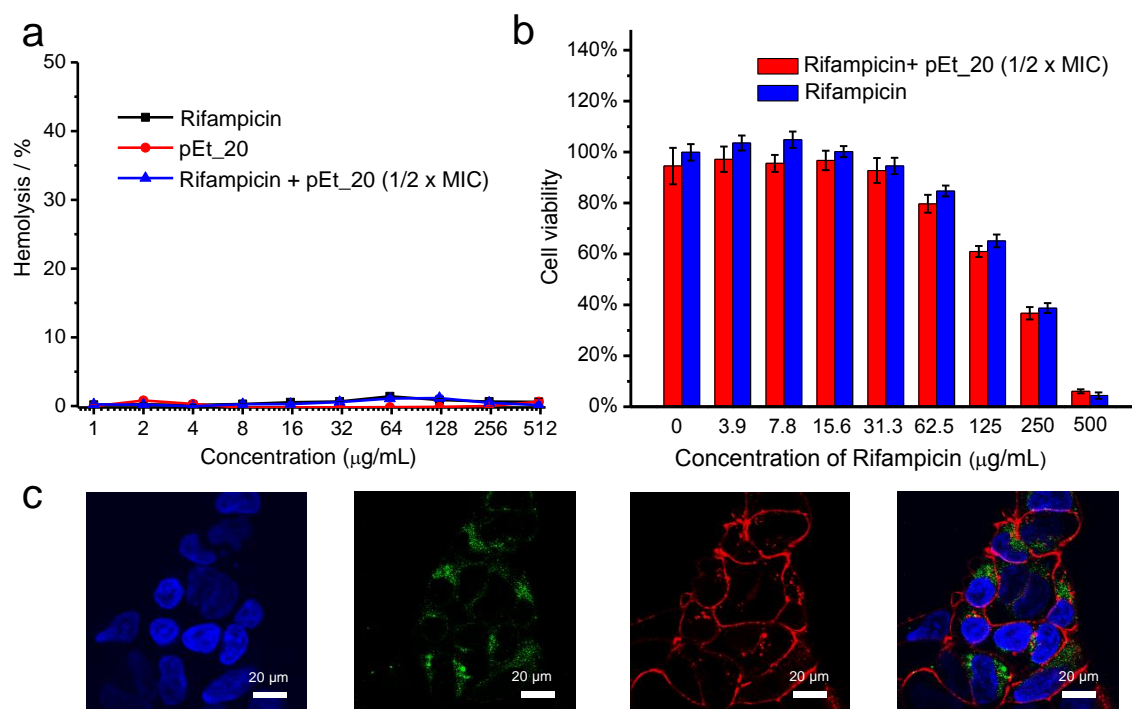 a
50
40
30
20
10
0
Hemolysis / %
Rifampicin
pEt_20
Rifampicin + pEt_20 (1/2 x MIC)
1 2 4 8 16 32 64 128 256 512
Concentration (μg/mL)
b
140%
120%
100%
80%
60%
40%
20%
0%
Cell viability
Rifampicin+ pEt_20 (1/2 x MIC)
Rifampicin
0 3.9 7.8 15.6 31.3 62.5 125 250 500
Concentration of Rifampicin (μg/mL)
c
20 μm
20 μm
20 μm
20 μm